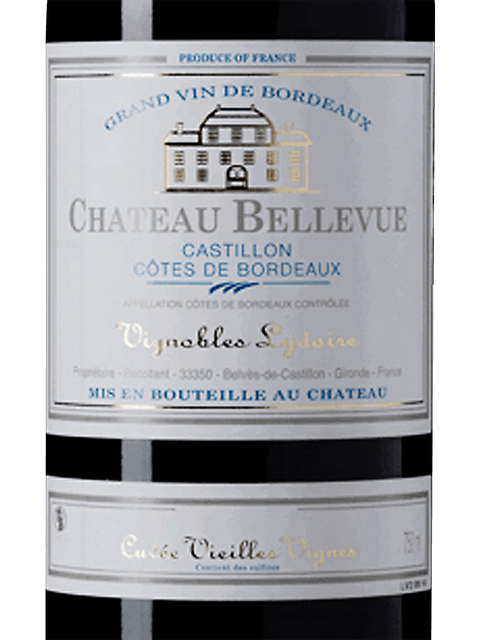 PRODUCE OF FRANCE
GRAND VIN DE BORDEAUX
CHATEAU BELLEVUE
CASTILLON
CÔTES DE BORDEAUX
APPELLATION CÔTES DE BORDEAUX CONTRÔLÉE
Vignobles Lydoire
Propriétaire - Récoltant - 33350 - Belvès-de-Castillon - Gironde - France
MIS EN BOUTEILLE AU CHATEAU
Cuvée Vieilles Vignes
Contient des sulfites